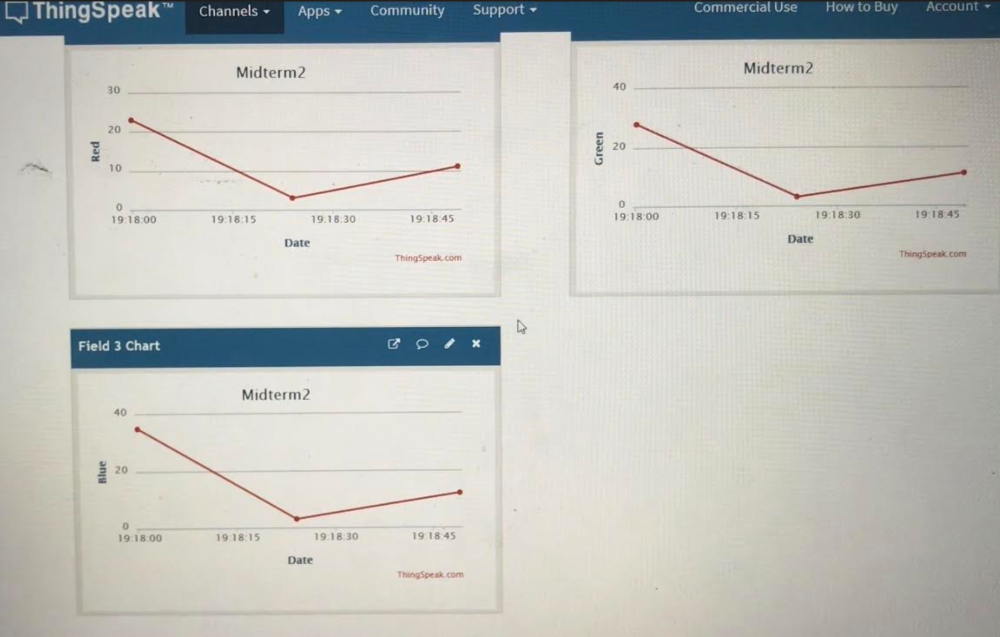 ThingSpeak™ Channels Apps Community Support Commercial Use How to Buy Account
Midterm2
30
20
10
0
Red
19:18:00 19:18:15 19:18:30 19:18:45
Date
ThingSpeak.com
Midterm2
40
20
0
Green
19:18:00 19:18:15 19:18:30 19:18:45
Date
ThingSpeak.com
Field 3 Chart
Midterm2
40
20
0
Blue
19:18:00 19:18:15 19:18:30 19:18:45
Date
ThingSpeak.com